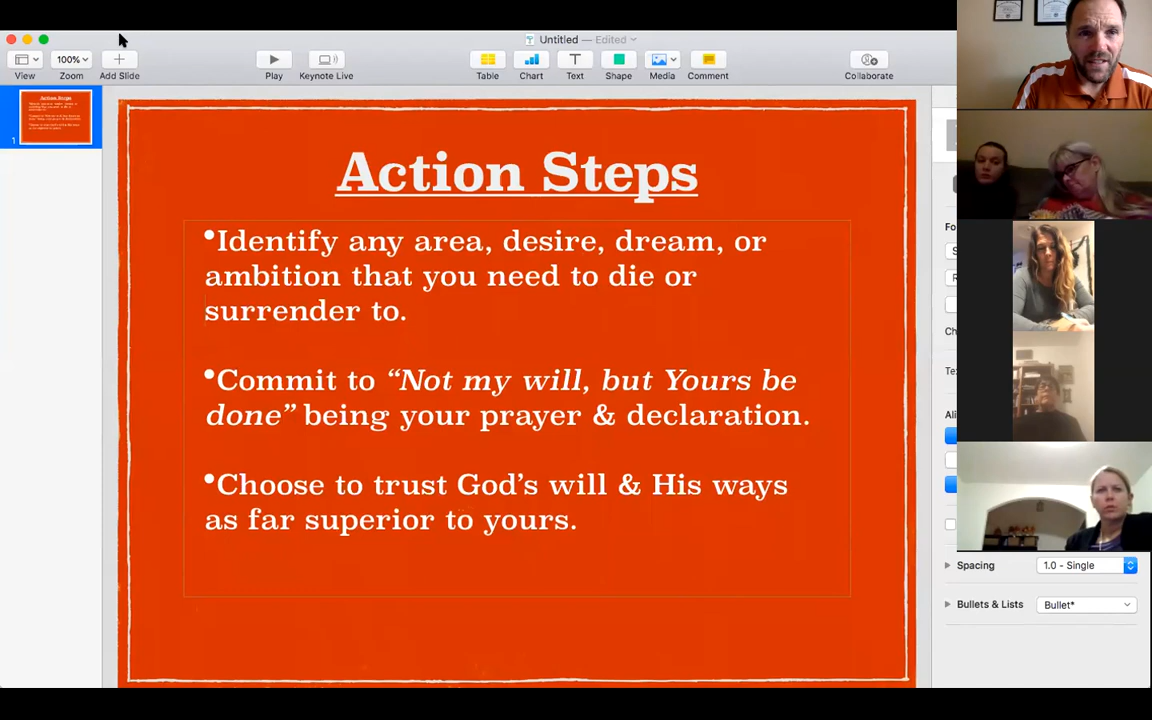 Untitled — Edited
100%
View
Zoom
Add Slide
Play
Keynote Live
Table
Chart
Text
Shape
Media
Comment
Collaborate
1
Action Steps
•Identify any area, desire, dream, or
ambition that you need to die or
surrender to.
•Commit to “Not my will, but Yours be
done” being your prayer & declaration.
•Choose to trust God’s will & His ways
as far superior to yours.
Spacing
1.0 - Single
Bullets & Lists
Bullet*